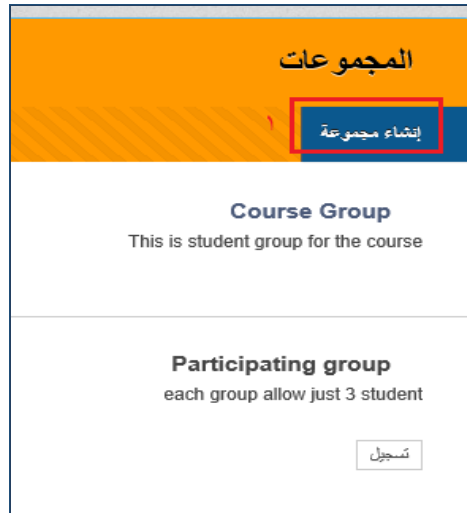 المجموعات
إنشاء مجموعة ١
Course Group
This is student group for the course
Participating group
each group allow just 3 student
تسجيل